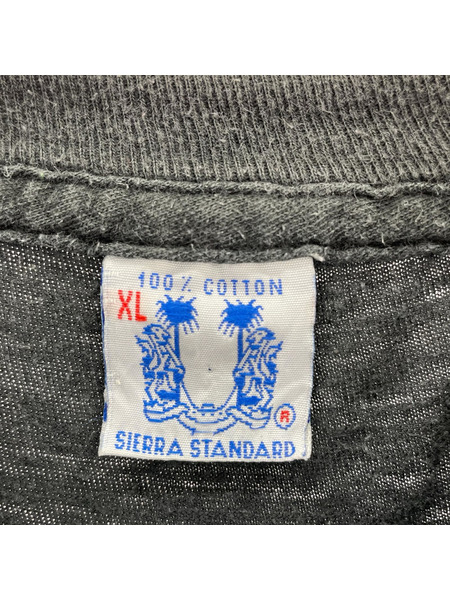 100% COTTON
XL
®
SIERRA STANDARD